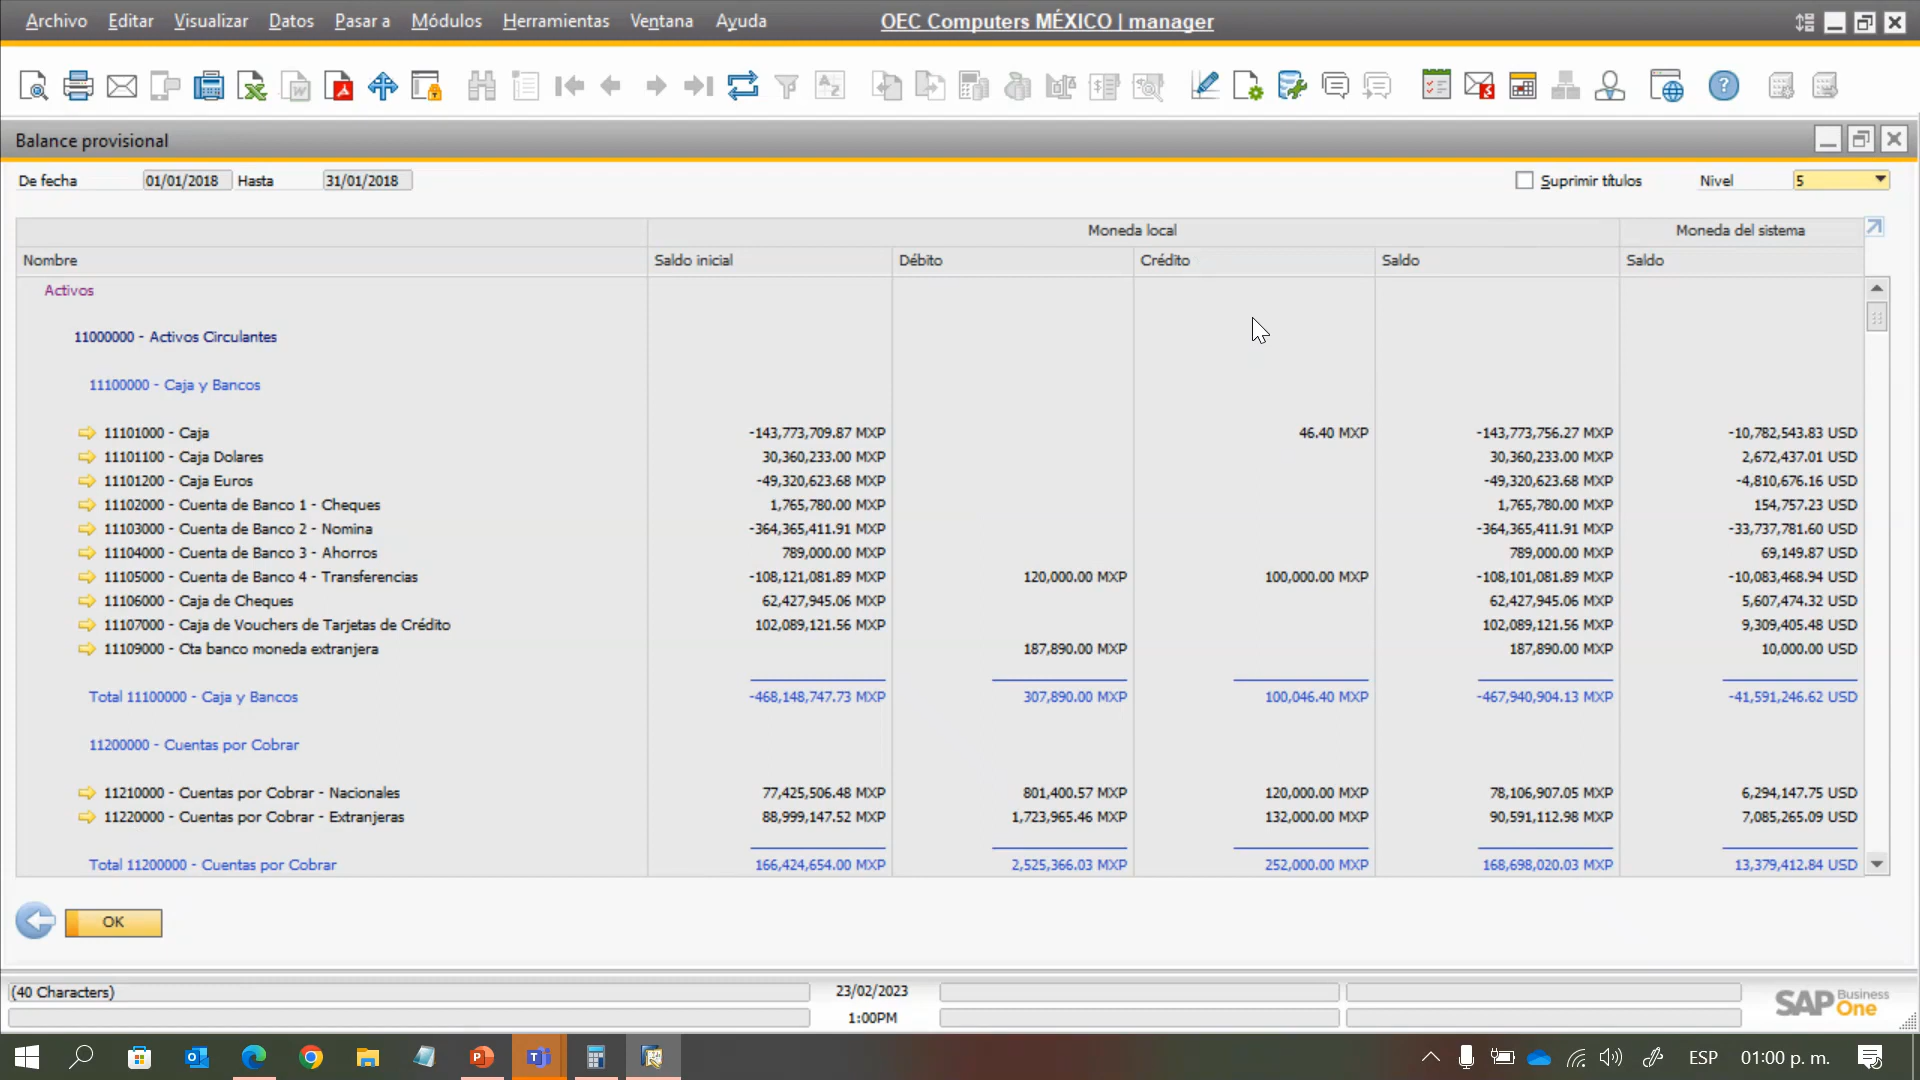 Archivo Editar Visualizar Datos Pasar a Módulos Herramientas Ventana Ayuda OEC Computers MÉXICO | manager
Balance provisional
De fecha 01/01/2018 Hasta 31/01/2018 Suprimir títulos Nivel 5
Moneda local Moneda del sistema
Nombre Saldo inicial Débito Crédito Saldo Saldo
Activos
11000000 - Activos Circulantes
11100000 - Caja y Bancos
11101000 - Caja -143,773,709.87 MXP 46.40 MXP -143,773,756.27 MXP -10,782,543.83 USD
11101100 - Caja Dolares 30,360,233.00 MXP 30,360,233.00 MXP 2,672,437.01 USD
11101200 - Caja Euros -49,320,623.68 MXP -49,320,623.68 MXP -4,810,676.16 USD
11102000 - Cuenta de Banco 1 - Cheques 1,765,780.00 MXP 1,765,780.00 MXP 154,757.23 USD
11103000 - Cuenta de Banco 2 - Nomina -364,365,411.91 MXP -364,365,411.91 MXP -33,737,781.60 USD
11104000 - Cuenta de Banco 3 - Ahorros 789,000.00 MXP 789,000.00 MXP 69,149.87 USD
11105000 - Cuenta de Banco 4 - Transferencias -108,121,081.89 MXP 120,000.00 MXP 100,000.00 MXP -108,101,081.89 MXP -10,083,468.94 USD
11106000 - Caja de Cheques 62,427,945.06 MXP 62,427,945.06 MXP 5,607,474.32 USD
11107000 - Caja de Vouchers de Tarjetas de Crédito 102,089,121.56 MXP 102,089,121.56 MXP 9,309,405.48 USD
11109000 - Cta banco moneda extranjera 187,890.00 MXP 187,890.00 MXP 10,000.00 USD
Total 11100000 - Caja y Bancos -468,148,747.73 MXP 307,890.00 MXP 100,046.40 MXP -467,940,904.13 MXP -41,591,246.62 USD
11200000 - Cuentas por Cobrar
11210000 - Cuentas por Cobrar - Nacionales 77,425,506.48 MXP 801,400.57 MXP 120,000.00 MXP 78,106,907.05 MXP 6,294,147.75 USD
11220000 - Cuentas por Cobrar - Extranjeras 88,999,147.52 MXP 1,723,965.46 MXP 132,000.00 MXP 90,591,112.98 MXP 7,085,265.09 USD
Total 11200000 - Cuentas por Cobrar 166,424,654.00 MXP 2,525,366.03 MXP 252,000.00 MXP 168,698,020.03 MXP 13,379,412.84 USD
OK
(40 Characters) 23/02/2023
1:00PM
SAP Business One
ESP 01:00 p. m.